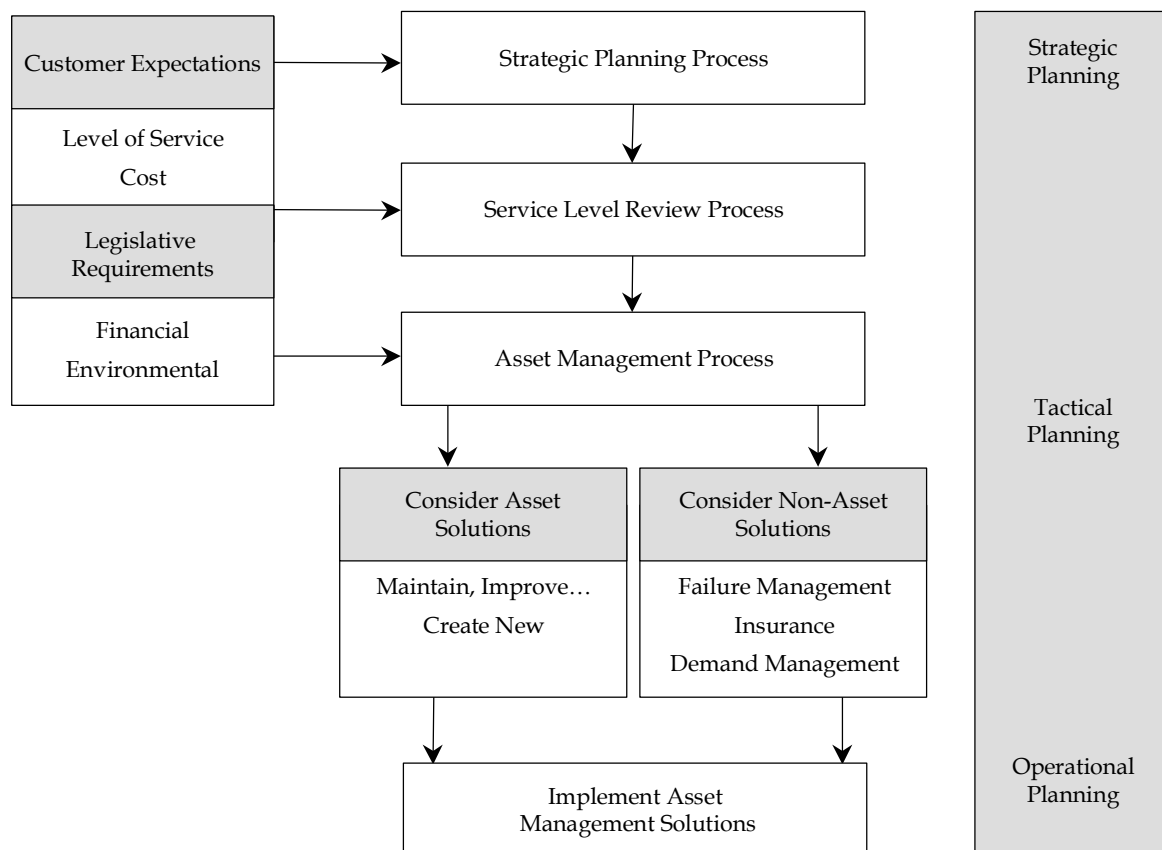 Customer Expectations
Level of Service
Cost
Legislative
Requirements
Financial
Environmental
Strategic Planning Process
Service Level Review Process
Asset Management Process
Consider Asset
Solutions
Maintain, Improve…
Create New
Consider Non-Asset
Solutions
Failure Management
Insurance
Demand Management
Implement Asset
Management Solutions
Strategic
Planning
Tactical
Planning
Operational
Planning